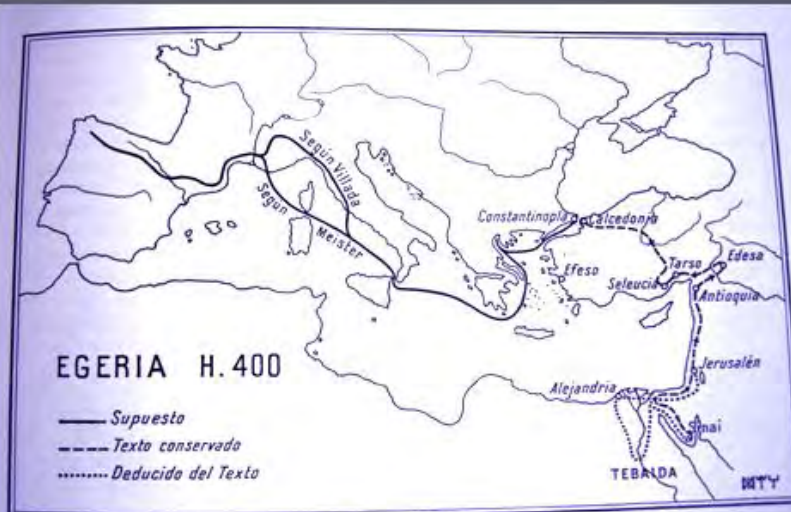 Según Villada
Según Meister
Constantinopla
Calcedonia
Efeso
Tarso
Edesa
Seleucia
Antioquia
Jerusalén
Alejandria
Sinai
TEBAIDA
EGERIA H.400
Supuesto
Texto conservado
Deducido del Texto